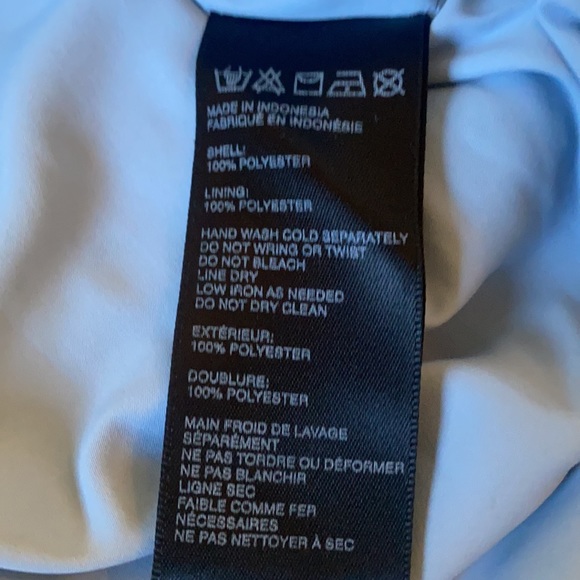 MADE IN INDONESIA
FABRIQUÉ EN INDONÉSIE
SHELL:
100% POLYESTER
LINING:
100% POLYESTER
HAND WASH COLD SEPARATELY
DO NOT WRING OR TWIST
DO NOT BLEACH
LINE DRY
LOW IRON AS NEEDED
DO NOT DRY CLEAN
EXTÉRIEUR:
100% POLYESTER
DOUBLURE:
100% POLYESTER
MAIN FROID DE LAVAGE
SÉPARÉMENT
NE PAS TORDRE OU DÉFORMER
NE PAS BLANCHIR
LIGNE SEC
FAIBLE COMME FER
NÉCESSAIRES
NE PAS NETTOYER À SEC